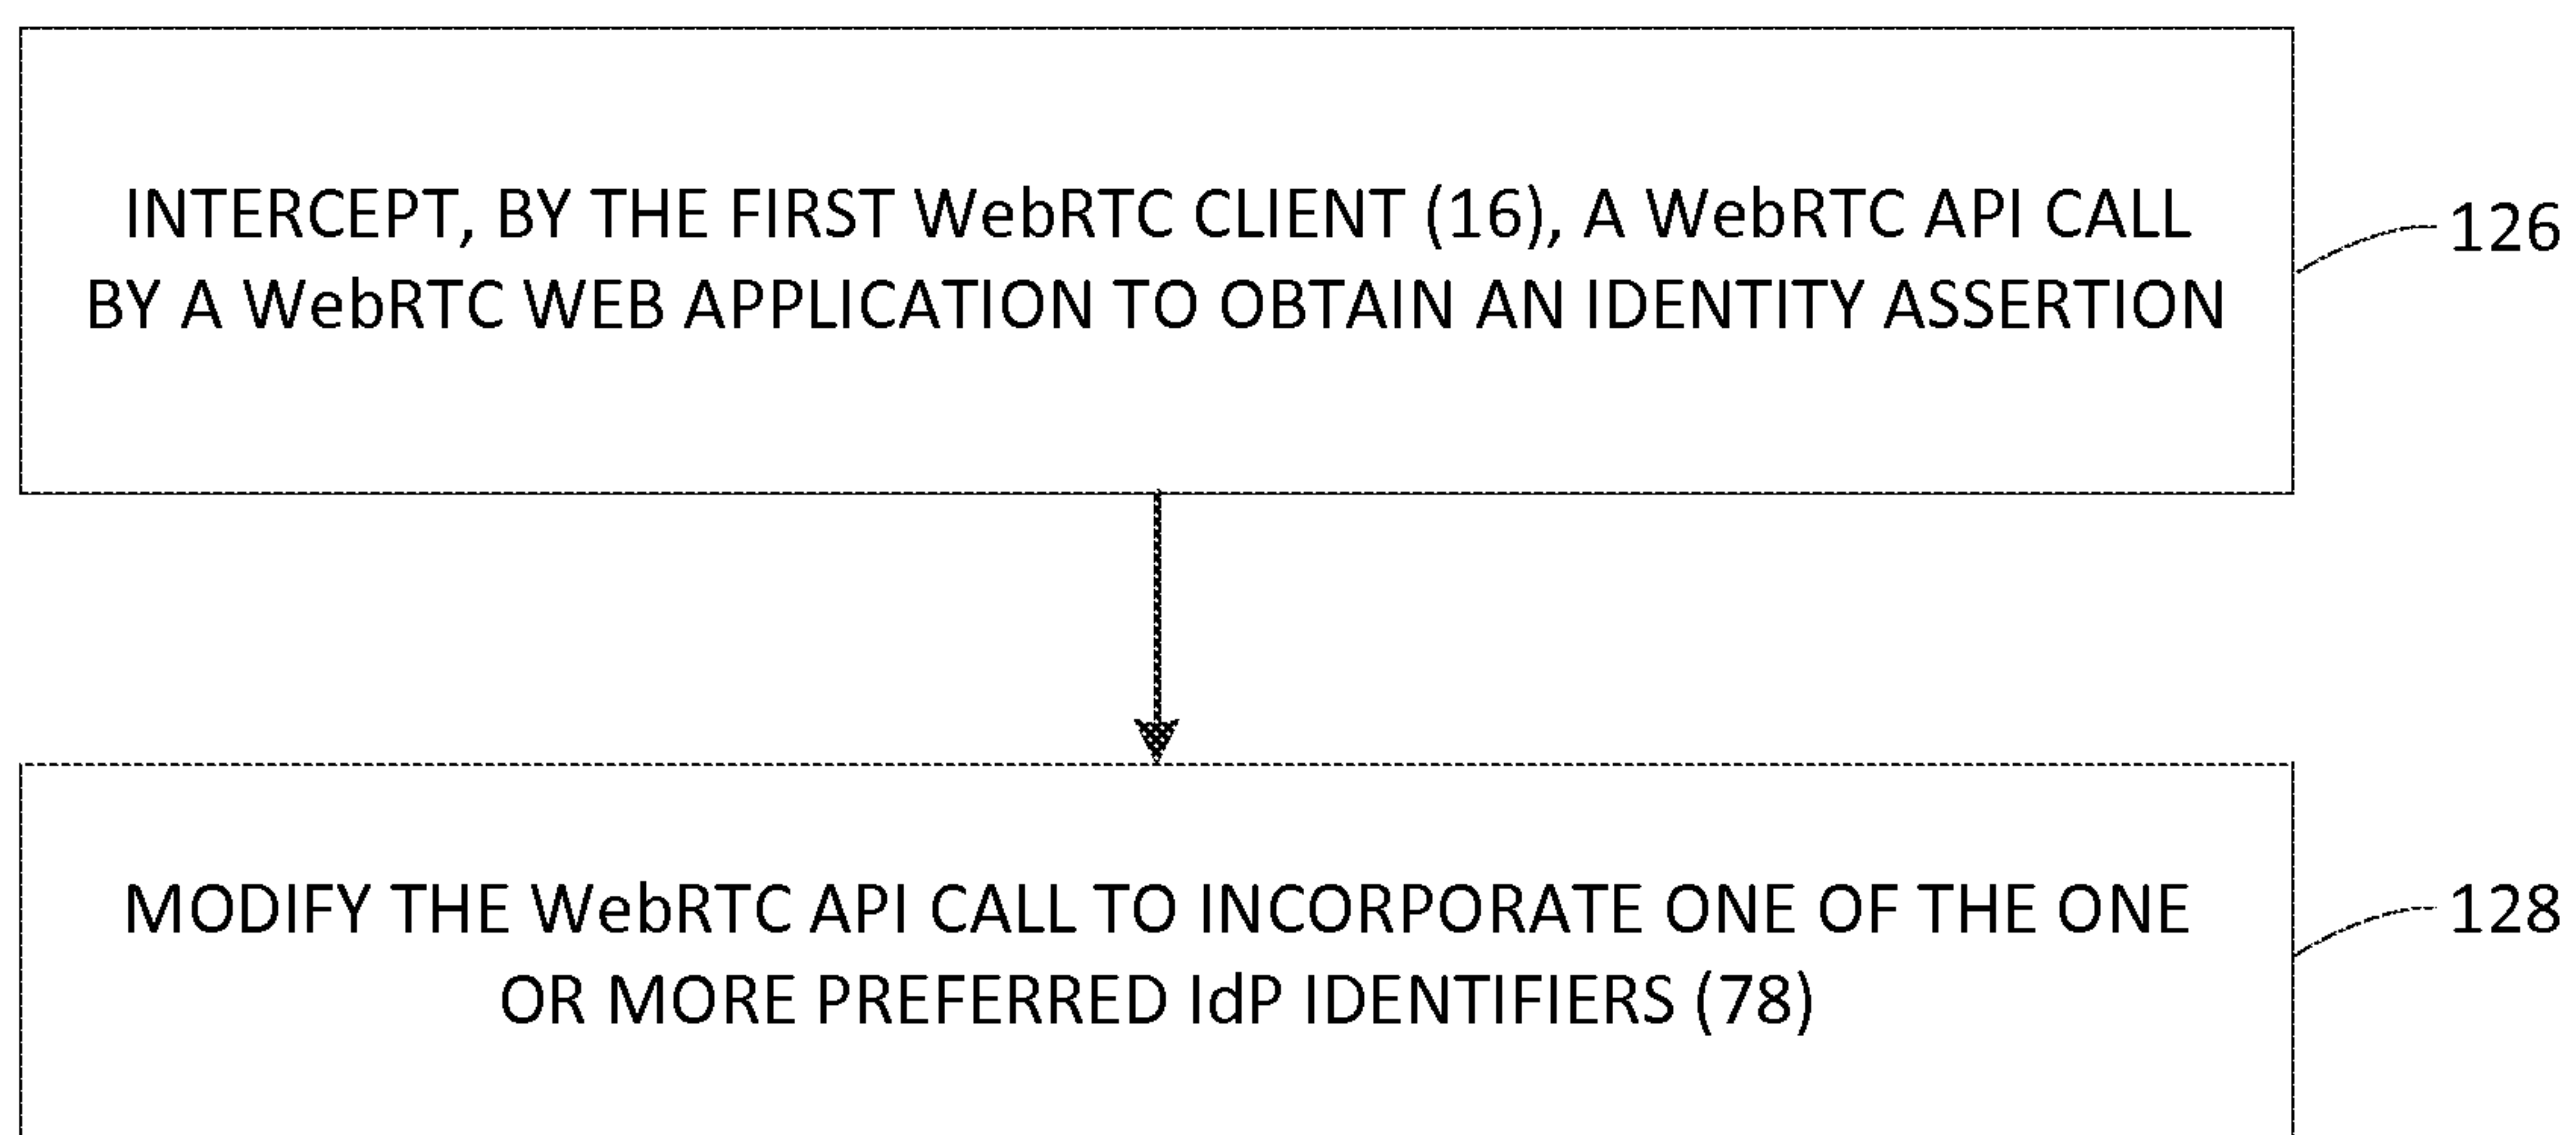 INTERCEPT, BY THE FIRST WebRTC CLIENT (16), A WebRTC API CALL
BY A WebRTC WEB APPLICATION TO OBTAIN AN IDENTITY ASSERTION
126
MODIFY THE WebRTC API CALL TO INCORPORATE ONE OF THE ONE
OR MORE PREFERRED IdP IDENTIFIERS (78)
128